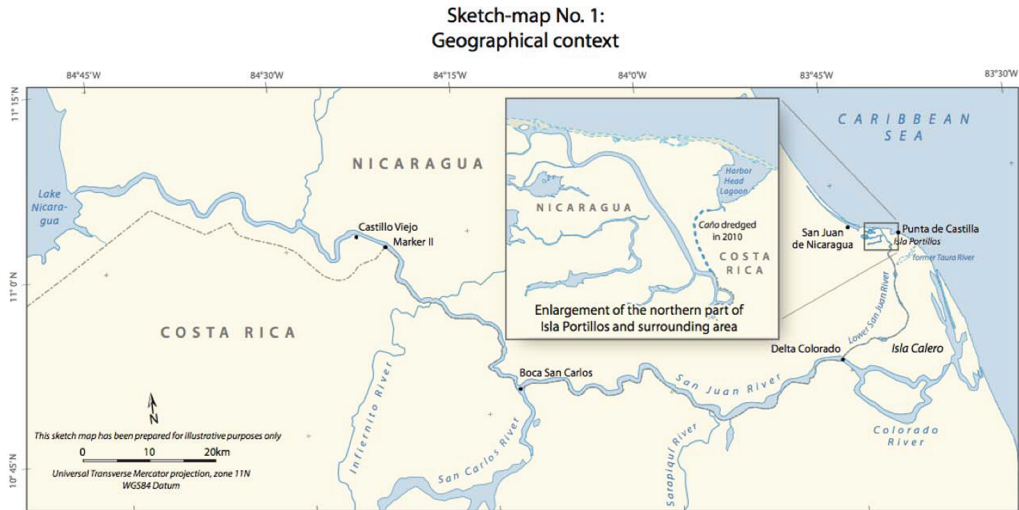 Sketch-map No. 1:
Geographical context
84°45'W
84°30'W
84°15'W
84°0'W
83°45'W
83°30'W
11° 15'N
11° 0'N
10° 45'N
CARIBBEAN
SEA
NICARAGUA
Lake
Nicara-
gua
Castillo Viejo
Marker II
COSTA RICA
Harbor
Head
Lagoon
NICARAGUA
Caño dredged
in 2010
COSTA
RICA
Enlargement of the northern part of
Isla Portillos and surrounding area
San Juan
de Nicaragua
Punta de Castilla
Isla Portillos
former Taura River
Lower San Juan River
Delta Colorado
Isla Calero
Boca San Carlos
San Juan River
Colorado
River
Infiernito River
San Carlos River
Sarapiquí River
N
This sketch map has been prepared for illustrative purposes only
0 10 20km
Universal Transverse Mercator projection, zone 11N
WGS84 Datum